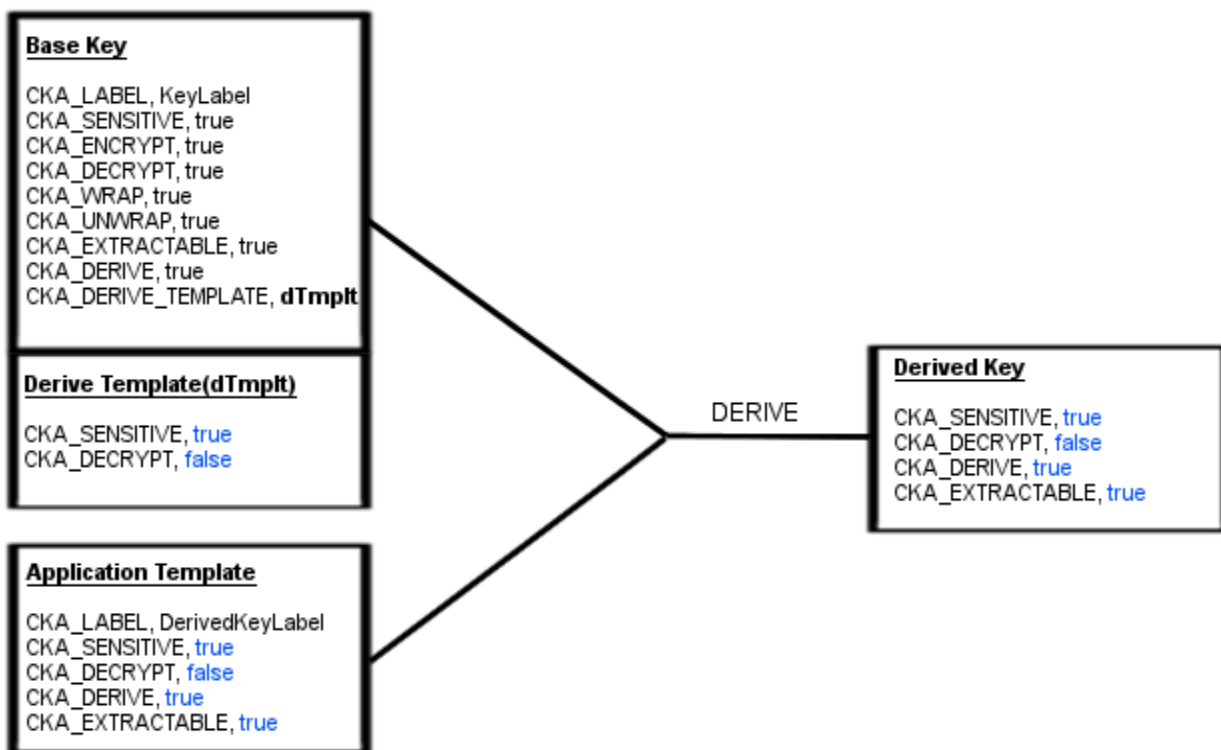 Base Key
CKA_LABEL, KeyLabel
CKA_SENSITIVE, true
CKA_ENCRYPT, true
CKA_DECRYPT, true
CKA_WRAP, true
CKA_UNWRAP, true
CKA_EXTRACTABLE, true
CKA_DERIVE, true
CKA_DERIVE_TEMPLATE, dTmplt
Derive Template(dTmplt)
CKA_SENSITIVE, true
CKA_DECRYPT, false
Application Template
CKA_LABEL, DerivedKeyLabel
CKA_SENSITIVE, true
CKA_DECRYPT, false
CKA_DERIVE, true
CKA_EXTRACTABLE, true
DERIVE
Derived Key
CKA_SENSITIVE, true
CKA_DECRYPT, false
CKA_DERIVE, true
CKA_EXTRACTABLE, true